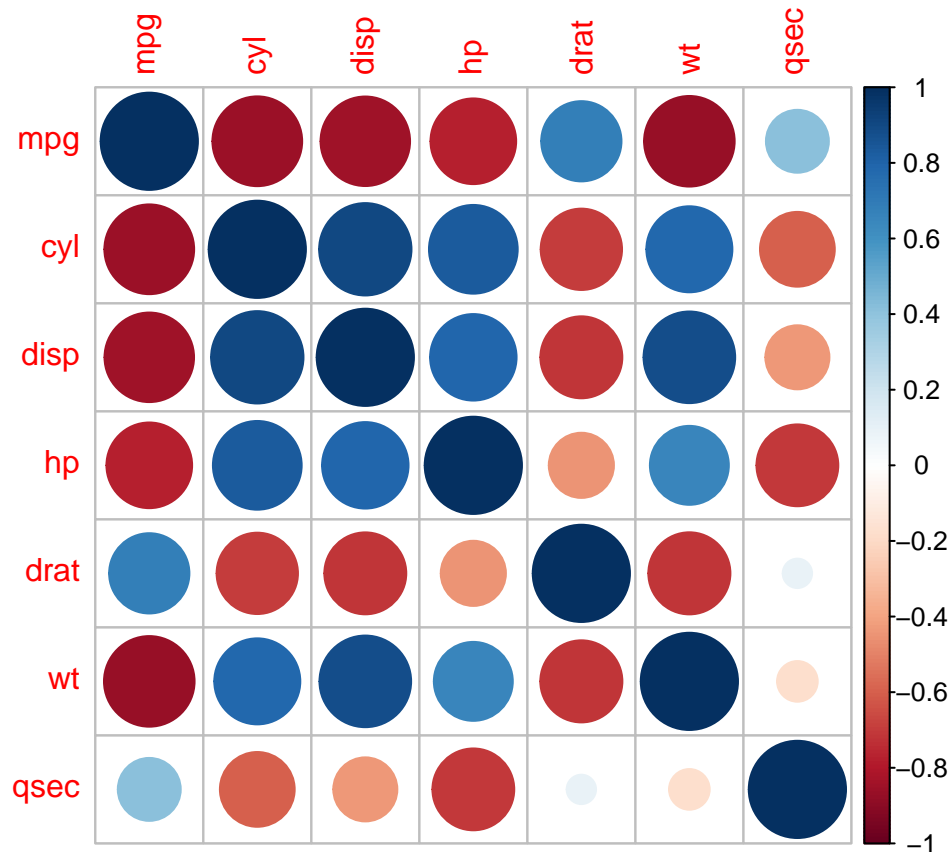 mpg
cyl
disp
hp
drat
wt
qsec
mpg
cyl
disp
hp
drat
wt
qsec
1
0.8
0.6
0.4
0.2
0
−0.2
−0.4
−0.6
−0.8
−1